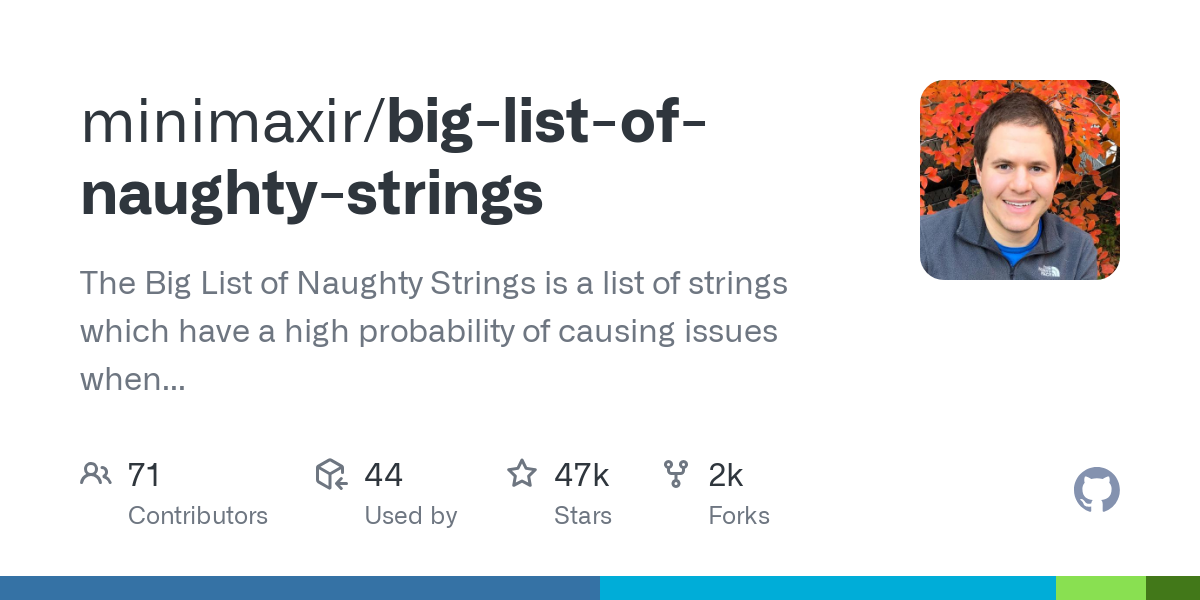 minimaxir/big-list-of-
naughty-strings
The Big List of Naughty Strings is a list of strings
which have a high probability of causing issues
when...
71 44 47k 2k
Contributors Used by Stars Forks